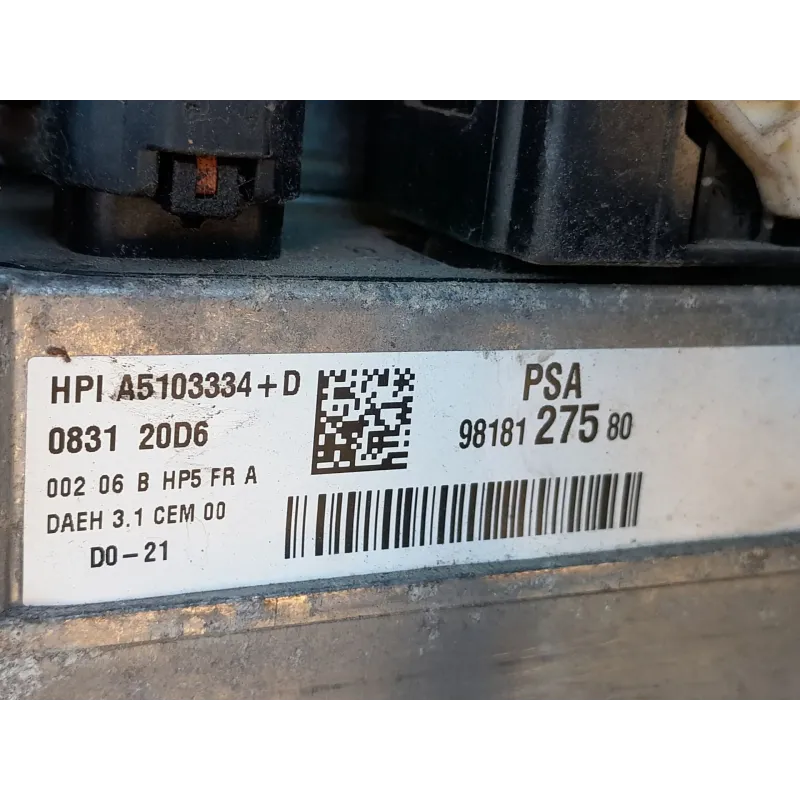 HPI A5103334+D
0831 20D6
002 06 B HP5 FR A
DAEH 3.1 CEM 00
D0-21
PSA
98181 275 80